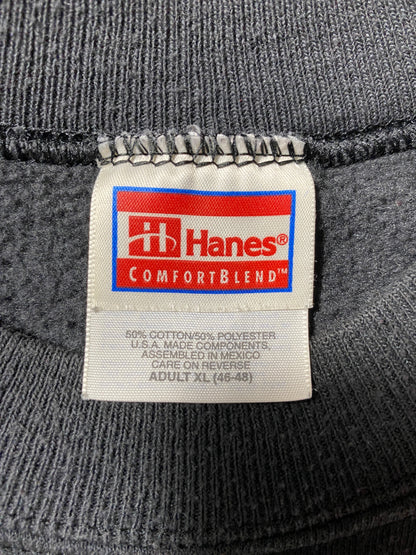 H Hanes®
COMFORTBLEND™
50% COTTON/50% POLYESTER
U.S.A. MADE COMPONENTS,
ASSEMBLED IN MEXICO
CARE ON REVERSE
ADULT XL (46-48)